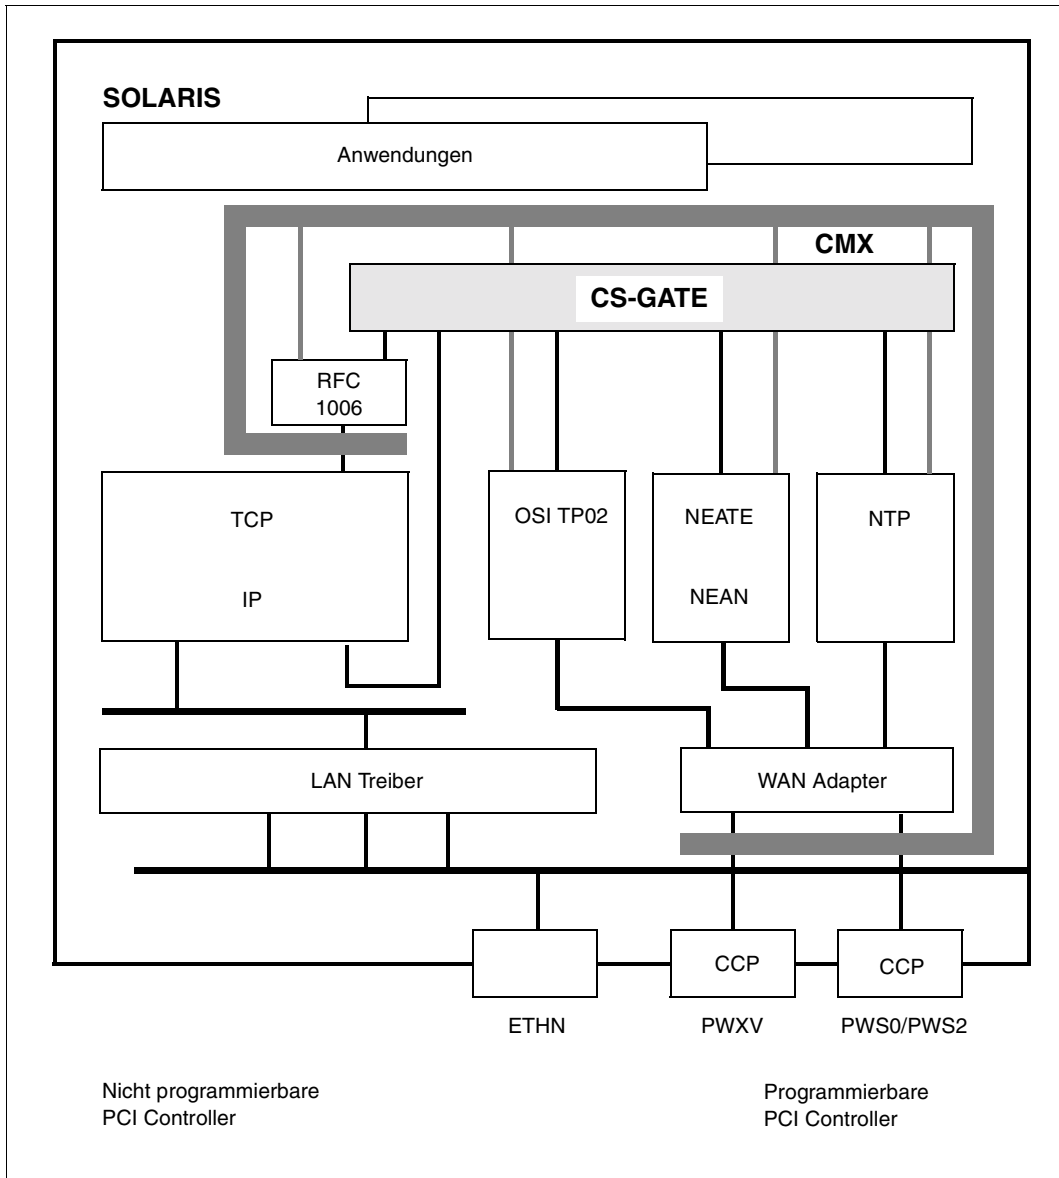 SOLARIS
Anwendungen
CMX
CS-GATE
RFC
1006
TCP
IP
OSI TP02
NEATE
NEAN
NTP
LAN Treiber
WAN Adapter
CCP
CCP
ETHN
PWXV
PWS0/PWS2
Nicht programmierbare
PCI Controller
Programmierbare
PCI Controller